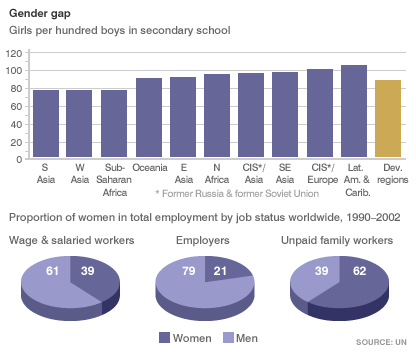 Gender gap
Girls per hundred boys in secondary school
120
100
80
60
40
20
0
S Asia
W Asia
Sub-Saharan Africa
Oceania
E Asia
N Africa
CIS*/ Asia
SE Asia
CIS*/ Europe
Lat. Am. & Carib.
Dev. regions
* Former Russia & former Soviet Union
Proportion of women in total employment by job status worldwide, 1990–2002
Wage & salaried workers
Employers
Unpaid family workers
61 39
79 21
39 62
Women Men
SOURCE: UN